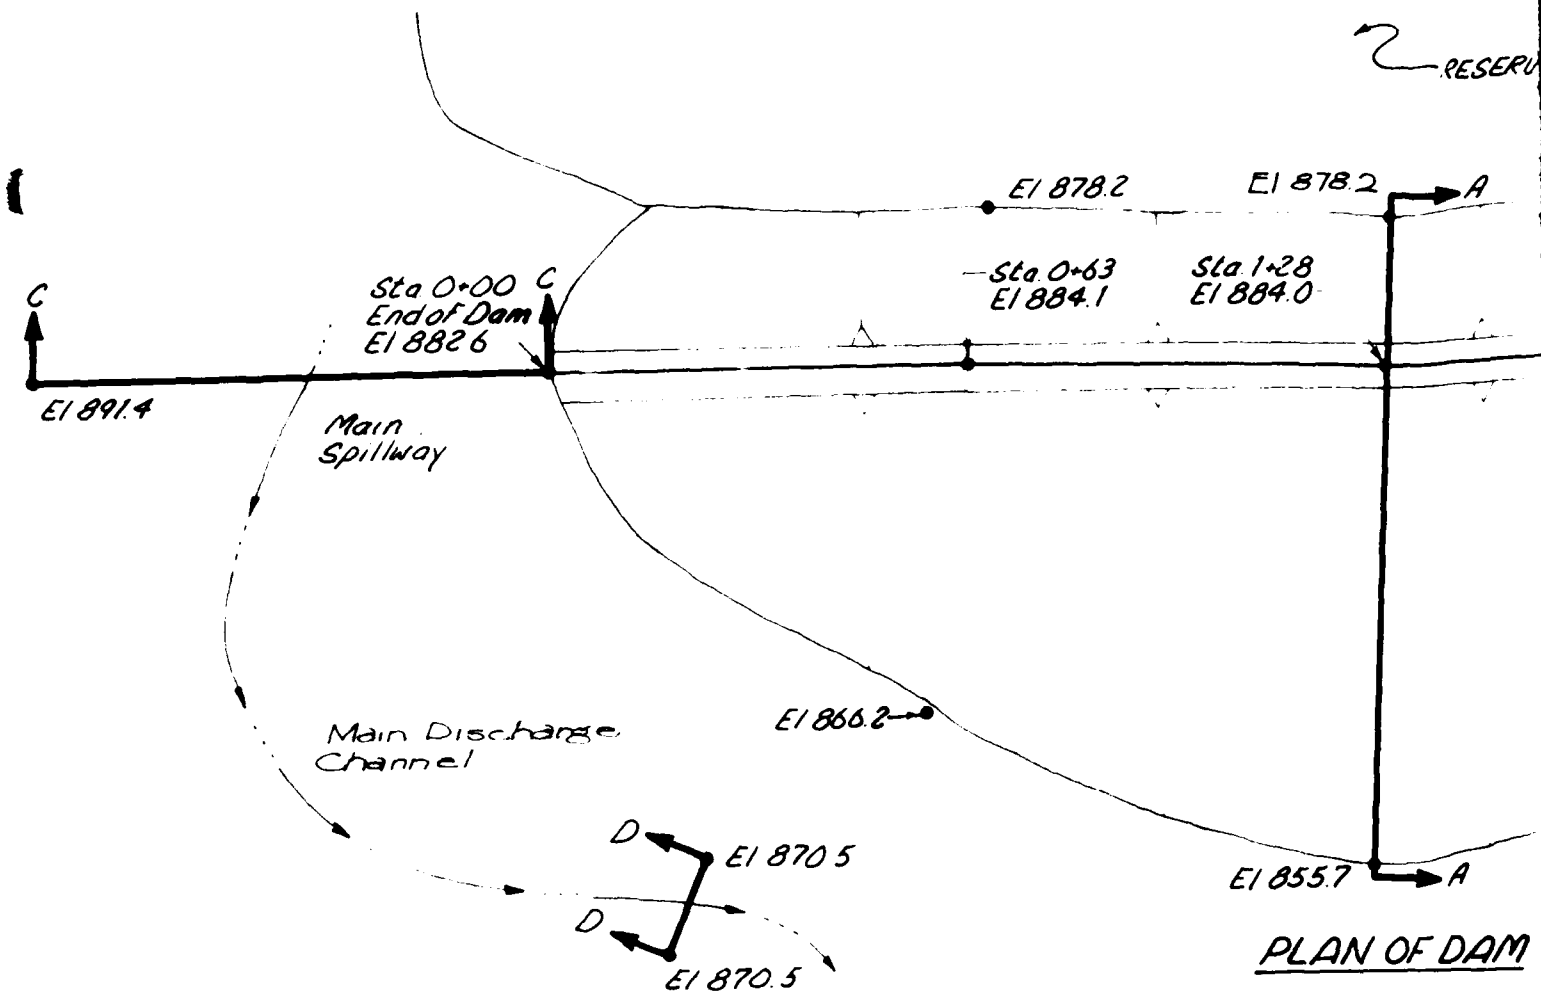 RESERV
El 878.2
El 878.2
A
Sta. 0+63
El 884.1
Sta. 1+28
El 884.0
C
Sta. 0+00
End of Dam
El 882.6
C
El 891.4
Main
Spillway
El 866.2
Main Discharge
Channel
D
El 870.5
El 855.7
A
D
El 870.5
PLAN OF DAM